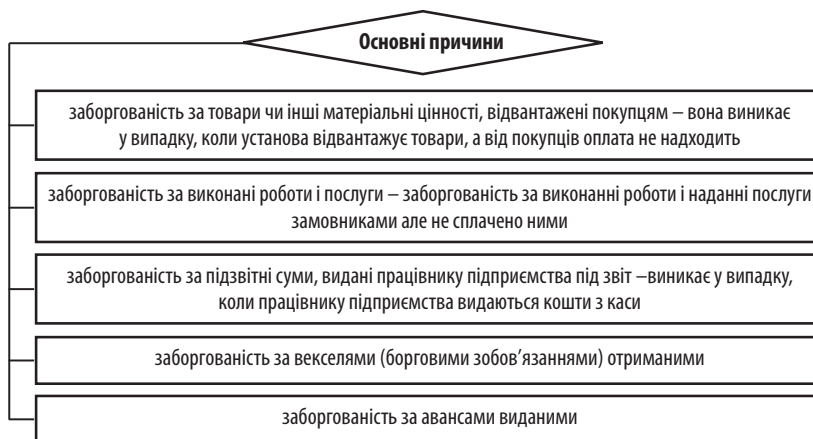 Основні причини
заборгованість за товари чи інші матеріальні цінності, відвантажені покупцям – вона виникає
у випадку, коли установа відвантажує товари, а від покупців оплата не надходить
заборгованість за виконані роботи і послуги – заборгованість за виконанні роботи і наданні послуги
замовниками але не сплачено ними
заборгованість за підзвітні суми, видані працівнику підприємства під звіт –виникає у випадку,
коли працівнику підприємства видаються кошти з каси
заборгованість за векселями (борговими зобов’язаннями) отриманими
заборгованість за авансами виданими